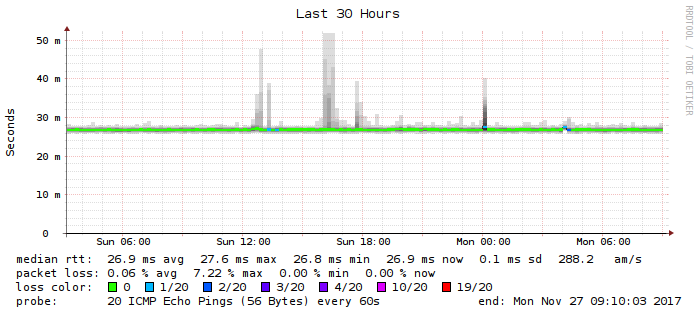 Last 30 Hours
RRDTOOL / TOBI OETIKER
Seconds
50 m
40 m
30 m
20 m
10 m
0
Sun 06:00 Sun 12:00 Sun 18:00 Mon 00:00 Mon 06:00
median rtt: 26.9 ms avg 27.6 ms max 26.8 ms min 26.9 ms now 0.1 ms sd 288.2 am/s
packet loss: 0.06 % avg 7.22 % max 0.00 % min 0.00 % now
loss color: 0 1/20 2/20 3/20 4/20 10/20 19/20
probe: 20 ICMP Echo Pings (56 Bytes) every 60s end: Mon Nov 27 09:10:03 2017